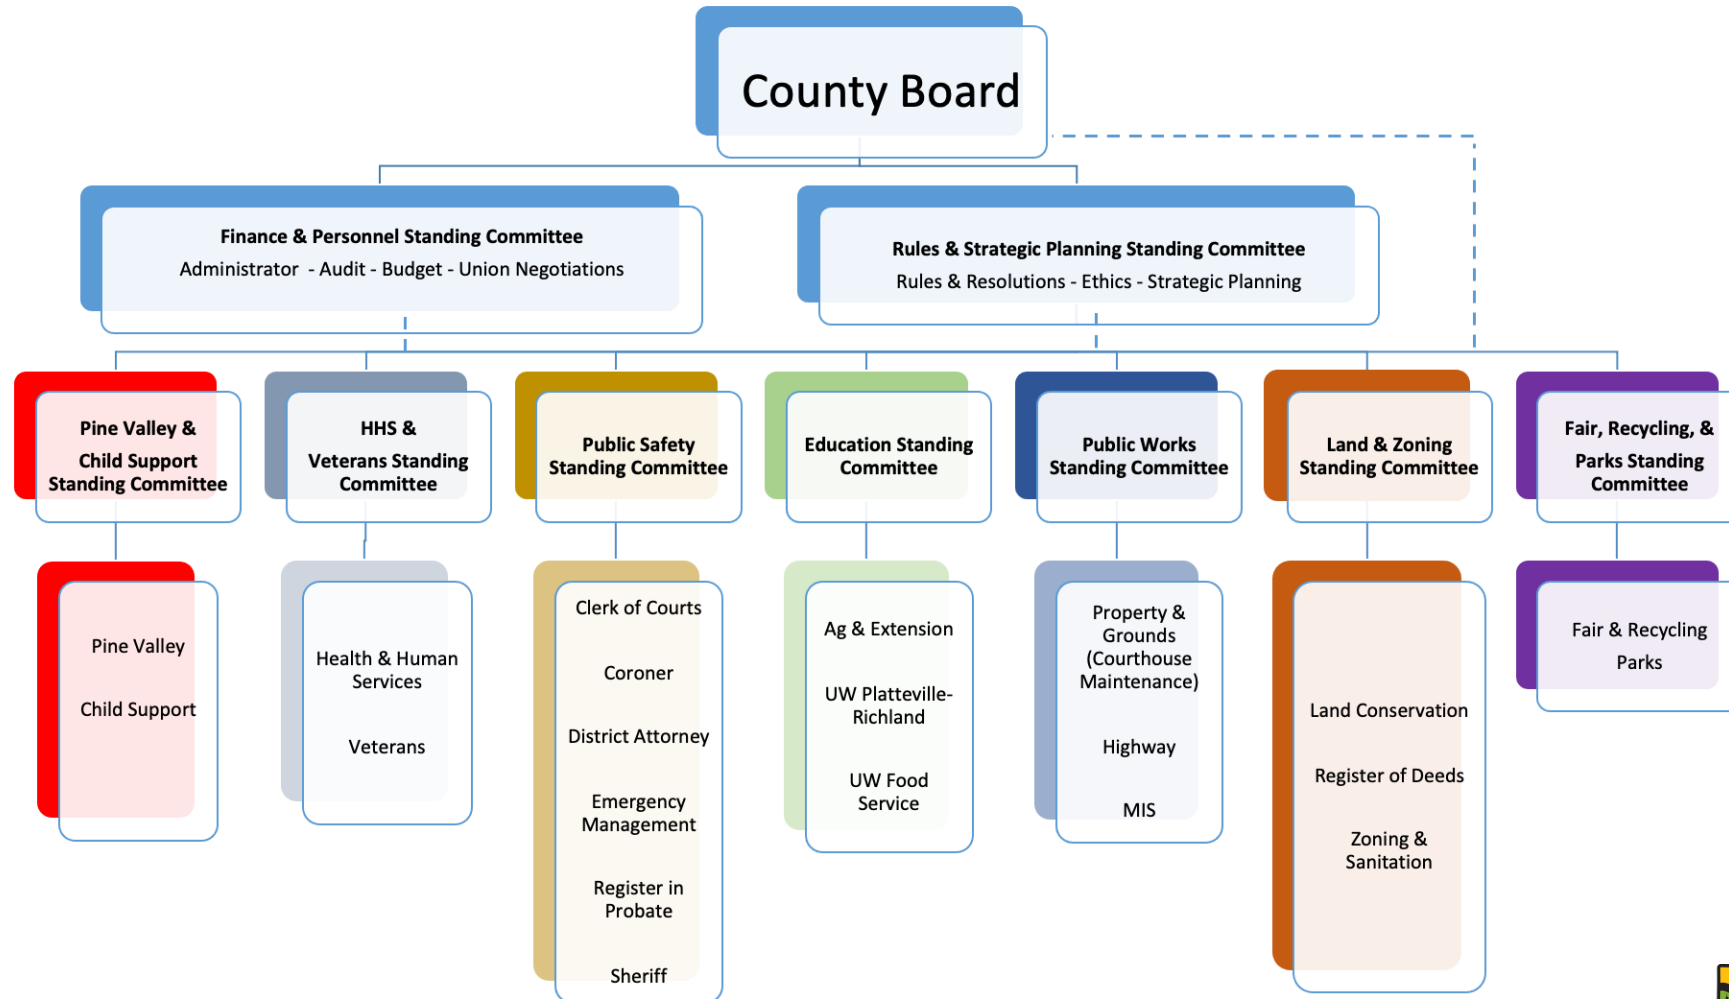 County Board
Finance & Personnel Standing Committee
Administrator  - Audit - Budget - Union Negotiations
Rules & Strategic Planning Standing Committee
Rules & Resolutions - Ethics - Strategic Planning
Pine Valley &
Child Support
Standing Committee
HHS &
Veterans Standing
Committee
Public Safety
Standing Committee
Education Standing
Committee
Public Works
Standing Committee
Land & Zoning
Standing Committee
Fair, Recycling, &
Parks Standing
Committee
Pine Valley
Child Support
Health & Human
Services
Veterans
Clerk of Courts
Coroner
District Attorney
Emergency
Management
Register in
Probate
Sheriff
Ag & Extension
UW Platteville-
Richland
UW Food
Service
Property &
Grounds
(Courthouse
Maintenance)
Highway
MIS
Land Conservation
Register of Deeds
Zoning &
Sanitation
Fair & Recycling
Parks